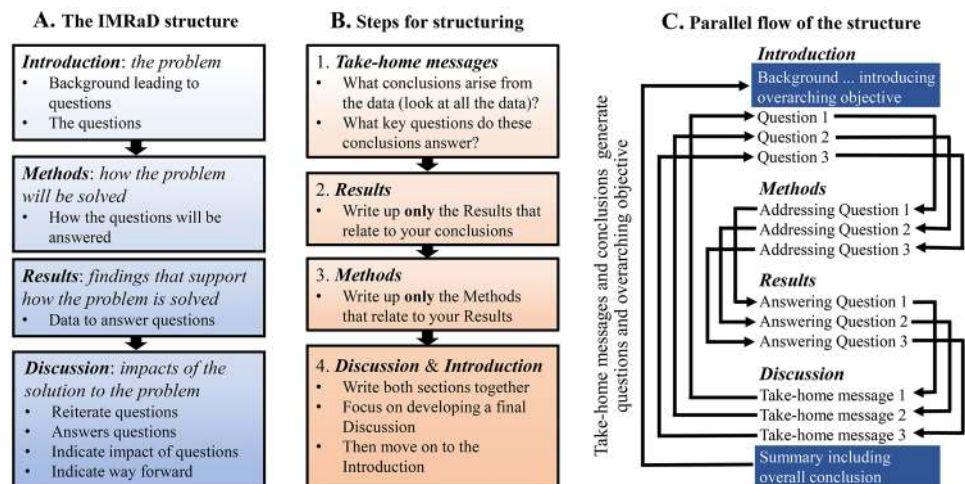 A. The IMRaD structure
Introduction: the problem
• Background leading to
questions
• The questions
Methods: how the problem
will be solved
• How the questions will be
answered
Results: findings that support
how the problem is solved
• Data to answer questions
Discussion: impacts of the
solution to the problem
• Reiterate questions
• Answers questions
• Indicate impact of questions
• Indicate way forward
B. Steps for structuring
1. Take-home messages
• What conclusions arise from
the data (look at all the data)?
• What key questions do these
conclusions answer?
2. Results
• Write up only the Results that
relate to your conclusions
3. Methods
• Write up only the Methods
that relate to your Results
4. Discussion & Introduction
• Write both sections together
• Focus on developing a final
Discussion
• Then move on to the
Introduction
C. Parallel flow of the structure
Take-home messages and conclusions generate
questions and overarching objective
Introduction
Background ... introducing
overarching objective
Question 1
Question 2
Question 3
Methods
Addressing Question 1
Addressing Question 2
Addressing Question 3
Results
Answering Question 1
Answering Question 2
Answering Question 3
Discussion
Take-home message 1
Take-home message 2
Take-home message 3
Summary including
overall conclusion